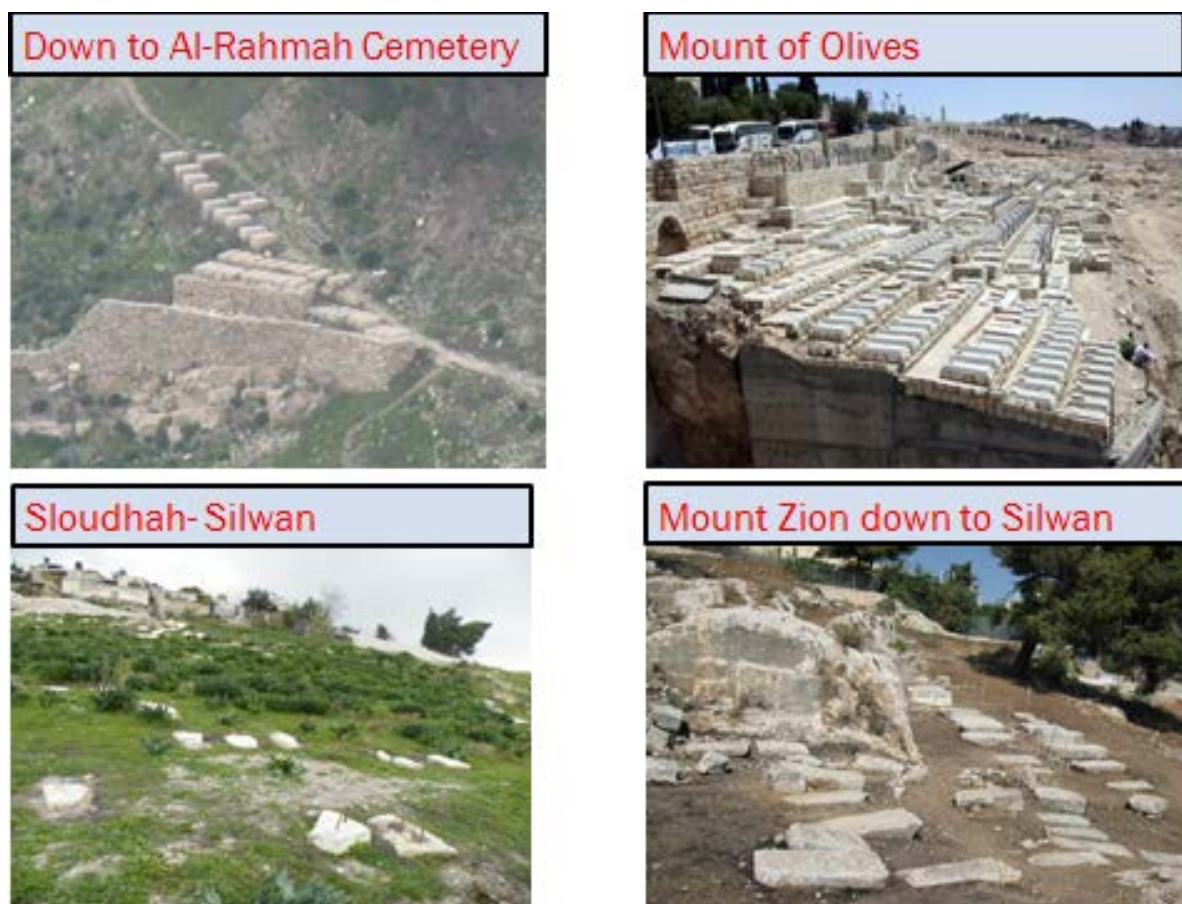 Down to Al-Rahmah Cemetery
Mount of Olives
Sloudhah- Silwan
Mount Zion down to Silwan